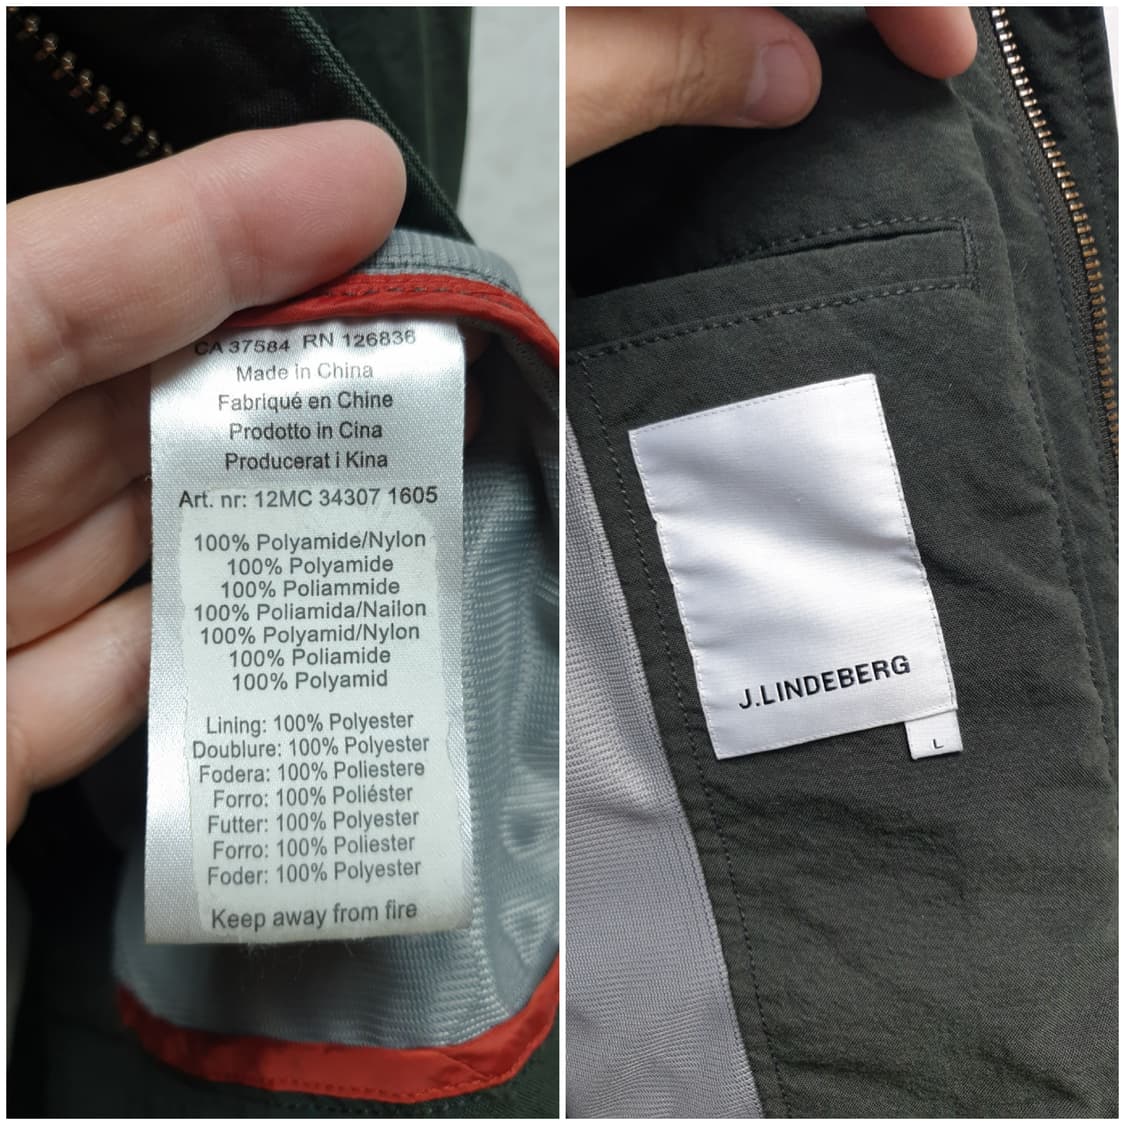 CA 37584 RN 126836
Made in China
Fabriqué en Chine
Prodotto in Cina
Producerat i Kina
Art. nr: 12MC 34307 1605
100% Polyamide/Nylon
100% Polyamide
100% Poliammide
100% Poliamida/Nailon
100% Polyamid/Nylon
100% Poliamide
100% Polyamid
Lining: 100% Polyester
Doublure: 100% Polyester
Fodera: 100% Poliestere
Forro: 100% Poliéster
Futter: 100% Polyester
Forro: 100% Poliester
Foder: 100% Polyester
Keep away from fire
J.LINDEBERG
L